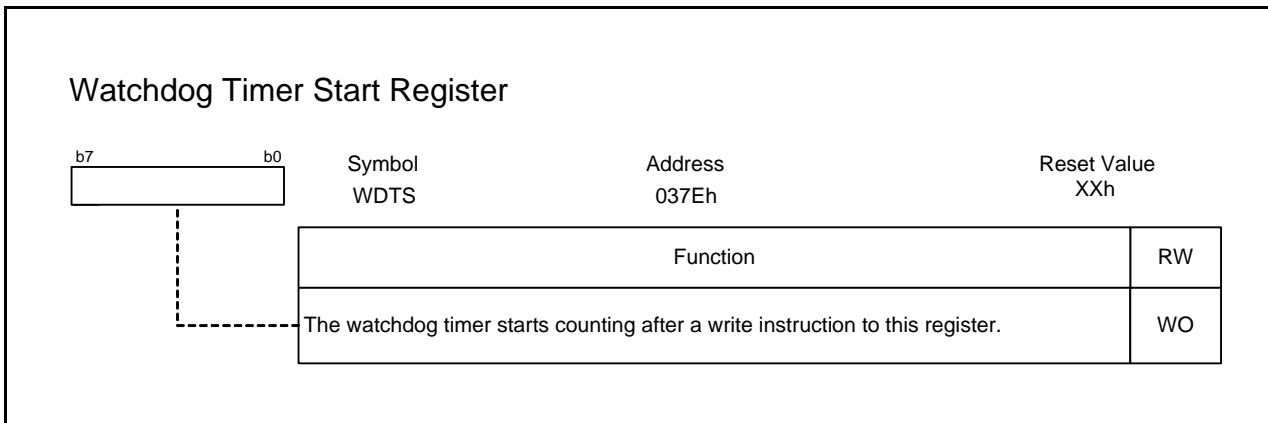 Watchdog Timer Start Register
b7 b0 Symbol Address Reset Value
WDTS 037Eh XXh
Function RW
The watchdog timer starts counting after a write instruction to this register. WO